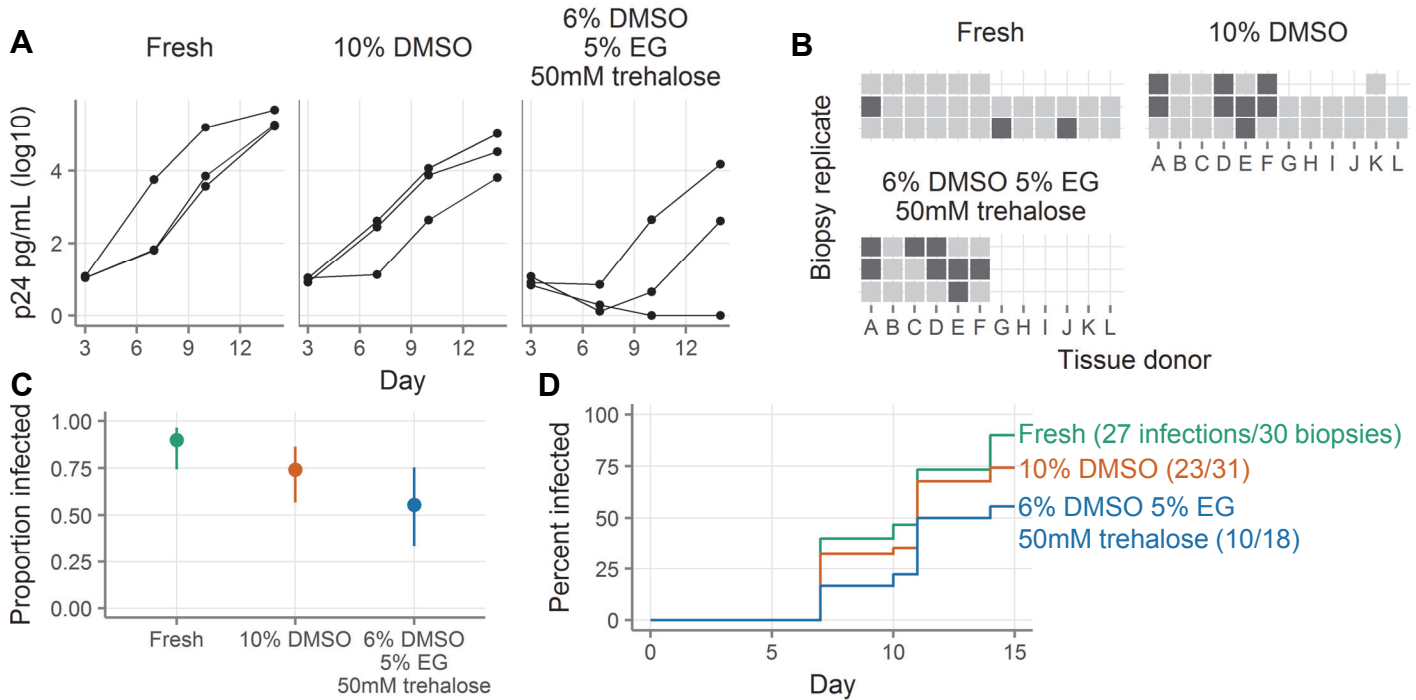 A
Fresh
10% DMSO
6% DMSO
5% EG
50mM trehalose
p24 pg/mL (log10)
4
2
0
3 6 9 12
3 6 9 12
3 6 9 12
Day
B
Fresh
10% DMSO
Biopsy replicate
A B C D E F G H I J K L
6% DMSO 5% EG
50mM trehalose
A B C D E F G H I J K L
Tissue donor
C
Proportion infected
1.00
0.75
0.50
0.25
0.00
Fresh
10% DMSO
6% DMSO
5% EG
50mM trehalose
D
Percent infected
100
75
50
25
0
0 5 10 15
Day
Fresh (27 infections/30 biopsies)
10% DMSO (23/31)
6% DMSO 5% EG
50mM trehalose (10/18)